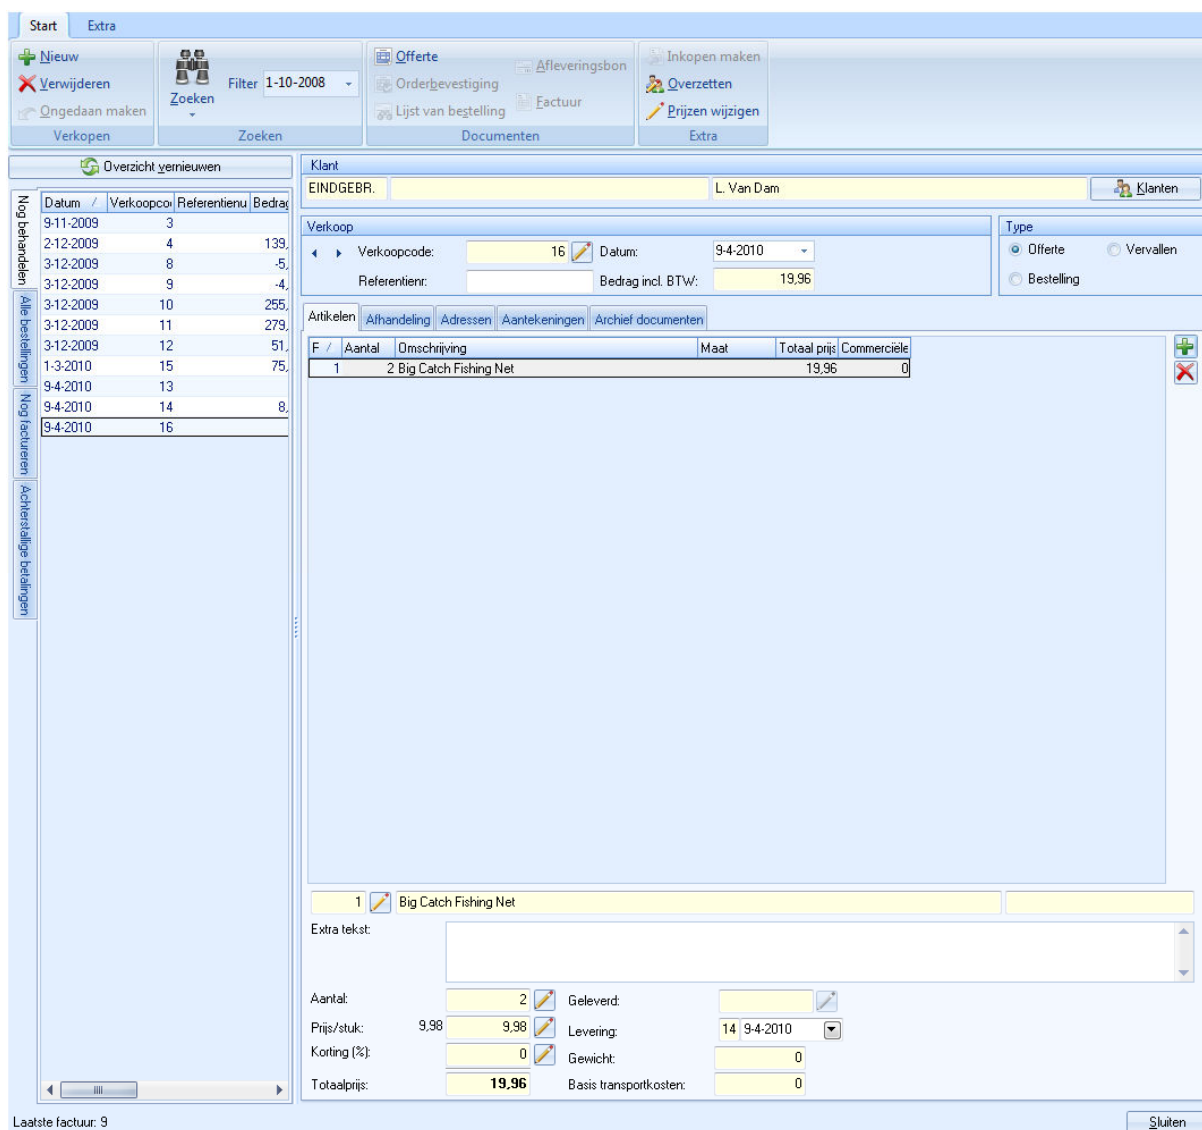 Start Extra
Nieuw
Verwijderen
Ongedaan maken
Verkopen
Zoeken
Filter 1-10-2008
Zoeken
Offerte
Orderbevestiging
Lijst van bestelling
Afleveringsbon
Factuur
Documenten
Inkopen maken
Overzetten
Prijzen wijzigen
Extra
Overzicht vernieuwen
Nog behandelen
Alle bestellingen
Nog factureren
Achterstallige betalingen
Datum / Verkoopcoo Referentienu Bedrag
9-11-2009 3
2-12-2009 4 139,
3-12-2009 8 -5,
3-12-2009 9 -4,
3-12-2009 10 255,
3-12-2009 11 279,
3-12-2009 12 51,
1-3-2010 15 75,
9-4-2010 13
9-4-2010 14 8,
9-4-2010 16
Klant
EINDGEBR. L. Van Dam Klanten
Verkoop
Verkoopcode: 16 Datum: 9-4-2010
Referentienr: Bedrag incl. BTW: 19,96
Type
Offerte Vervallen
Bestelling
Artikelen Afhandeling Adressen Aantekeningen Archief documenten
F / Aantal Omschrijving Maat Totaal prijs Commerciële
1 2 Big Catch Fishing Net 19,96 0
1 Big Catch Fishing Net
Extra tekst:
Aantal: 2 Geleverd:
Prijs/stuk: 9,98 9,98 Levering: 14 9-4-2010
Korting (%): 0 Gewicht: 0
Totaalprijs: 19,96 Basis transportkosten: 0
Laatste factuur: 9 Sluiten